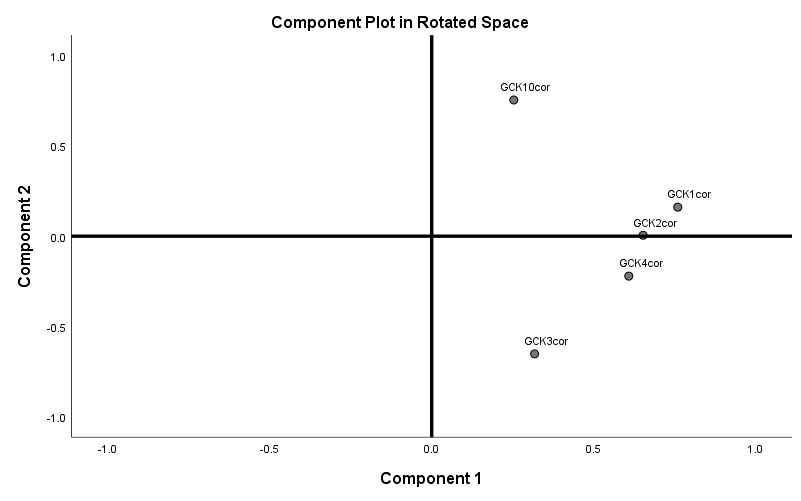 Component Plot in Rotated Space
1.0
0.5
0.0
-0.5
-1.0
Component 2
GCK10cor
GCK1cor
GCK2cor
GCK4cor
GCK3cor
-1.0
-0.5
0.0
0.5
1.0
Component 1